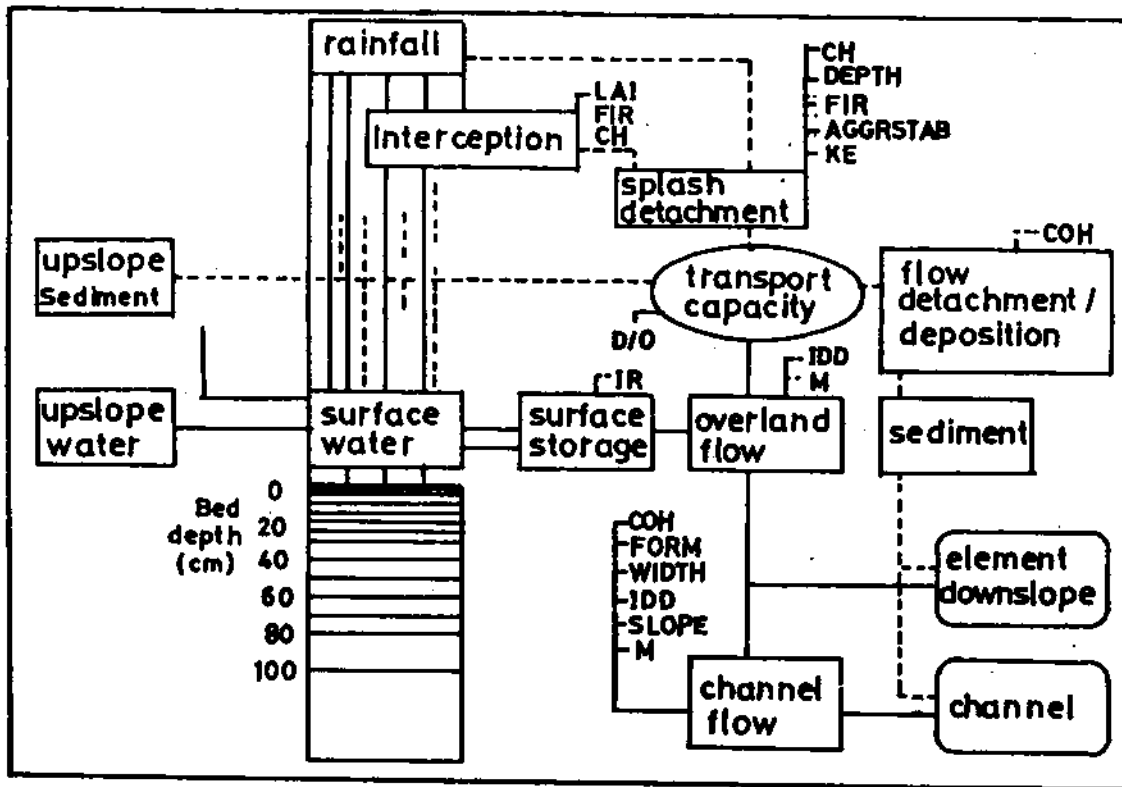 rainfall
Interception
LAI
FIR
CH
CH
DEPTH
FIR
AGGRSTAB
KE
splash
detachment
upslope
Sediment
transport
capacity
D/O
COH
flow
detachment/
deposition
upslope
water
surface
water
IR
surface
storage
IDD
M
overland
flow
sediment
Bed
depth
(cm)
0
20
40
60
80
100
COH
FORM
WIDTH
IDD
SLOPE
M
element
downslope
channel
flow
channel